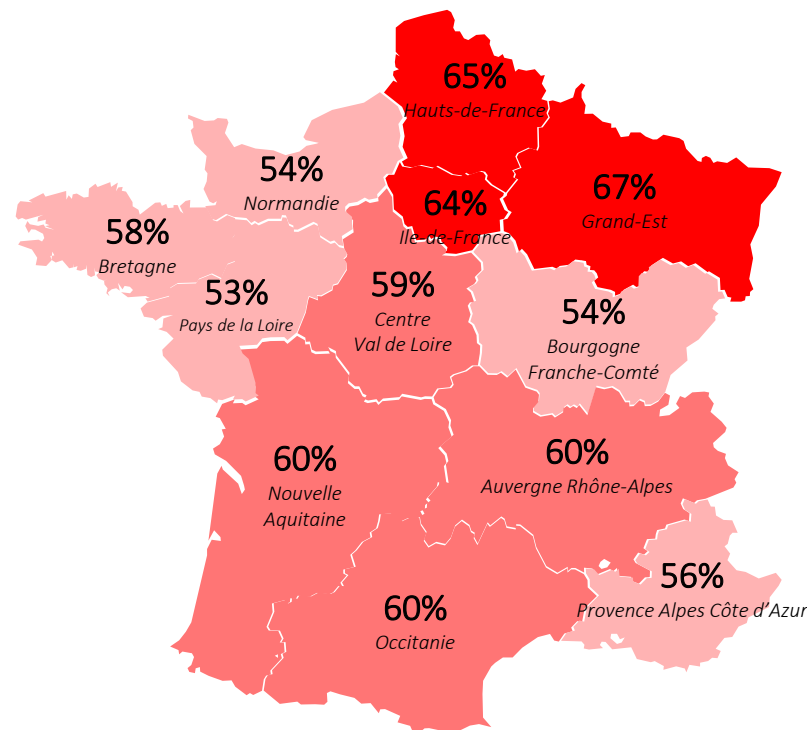 65%
Hauts-de-France
54%
Normandie
64%
Ile-de-France
67%
Grand-Est
58%
Bretagne
53%
Pays de la Loire
59%
Centre
Val de Loire
54%
Bourgogne
Franche-Comté
60%
Nouvelle
Aquitaine
60%
Auvergne Rhône-Alpes
56%
Provence Alpes Côte d’Azur
60%
Occitanie